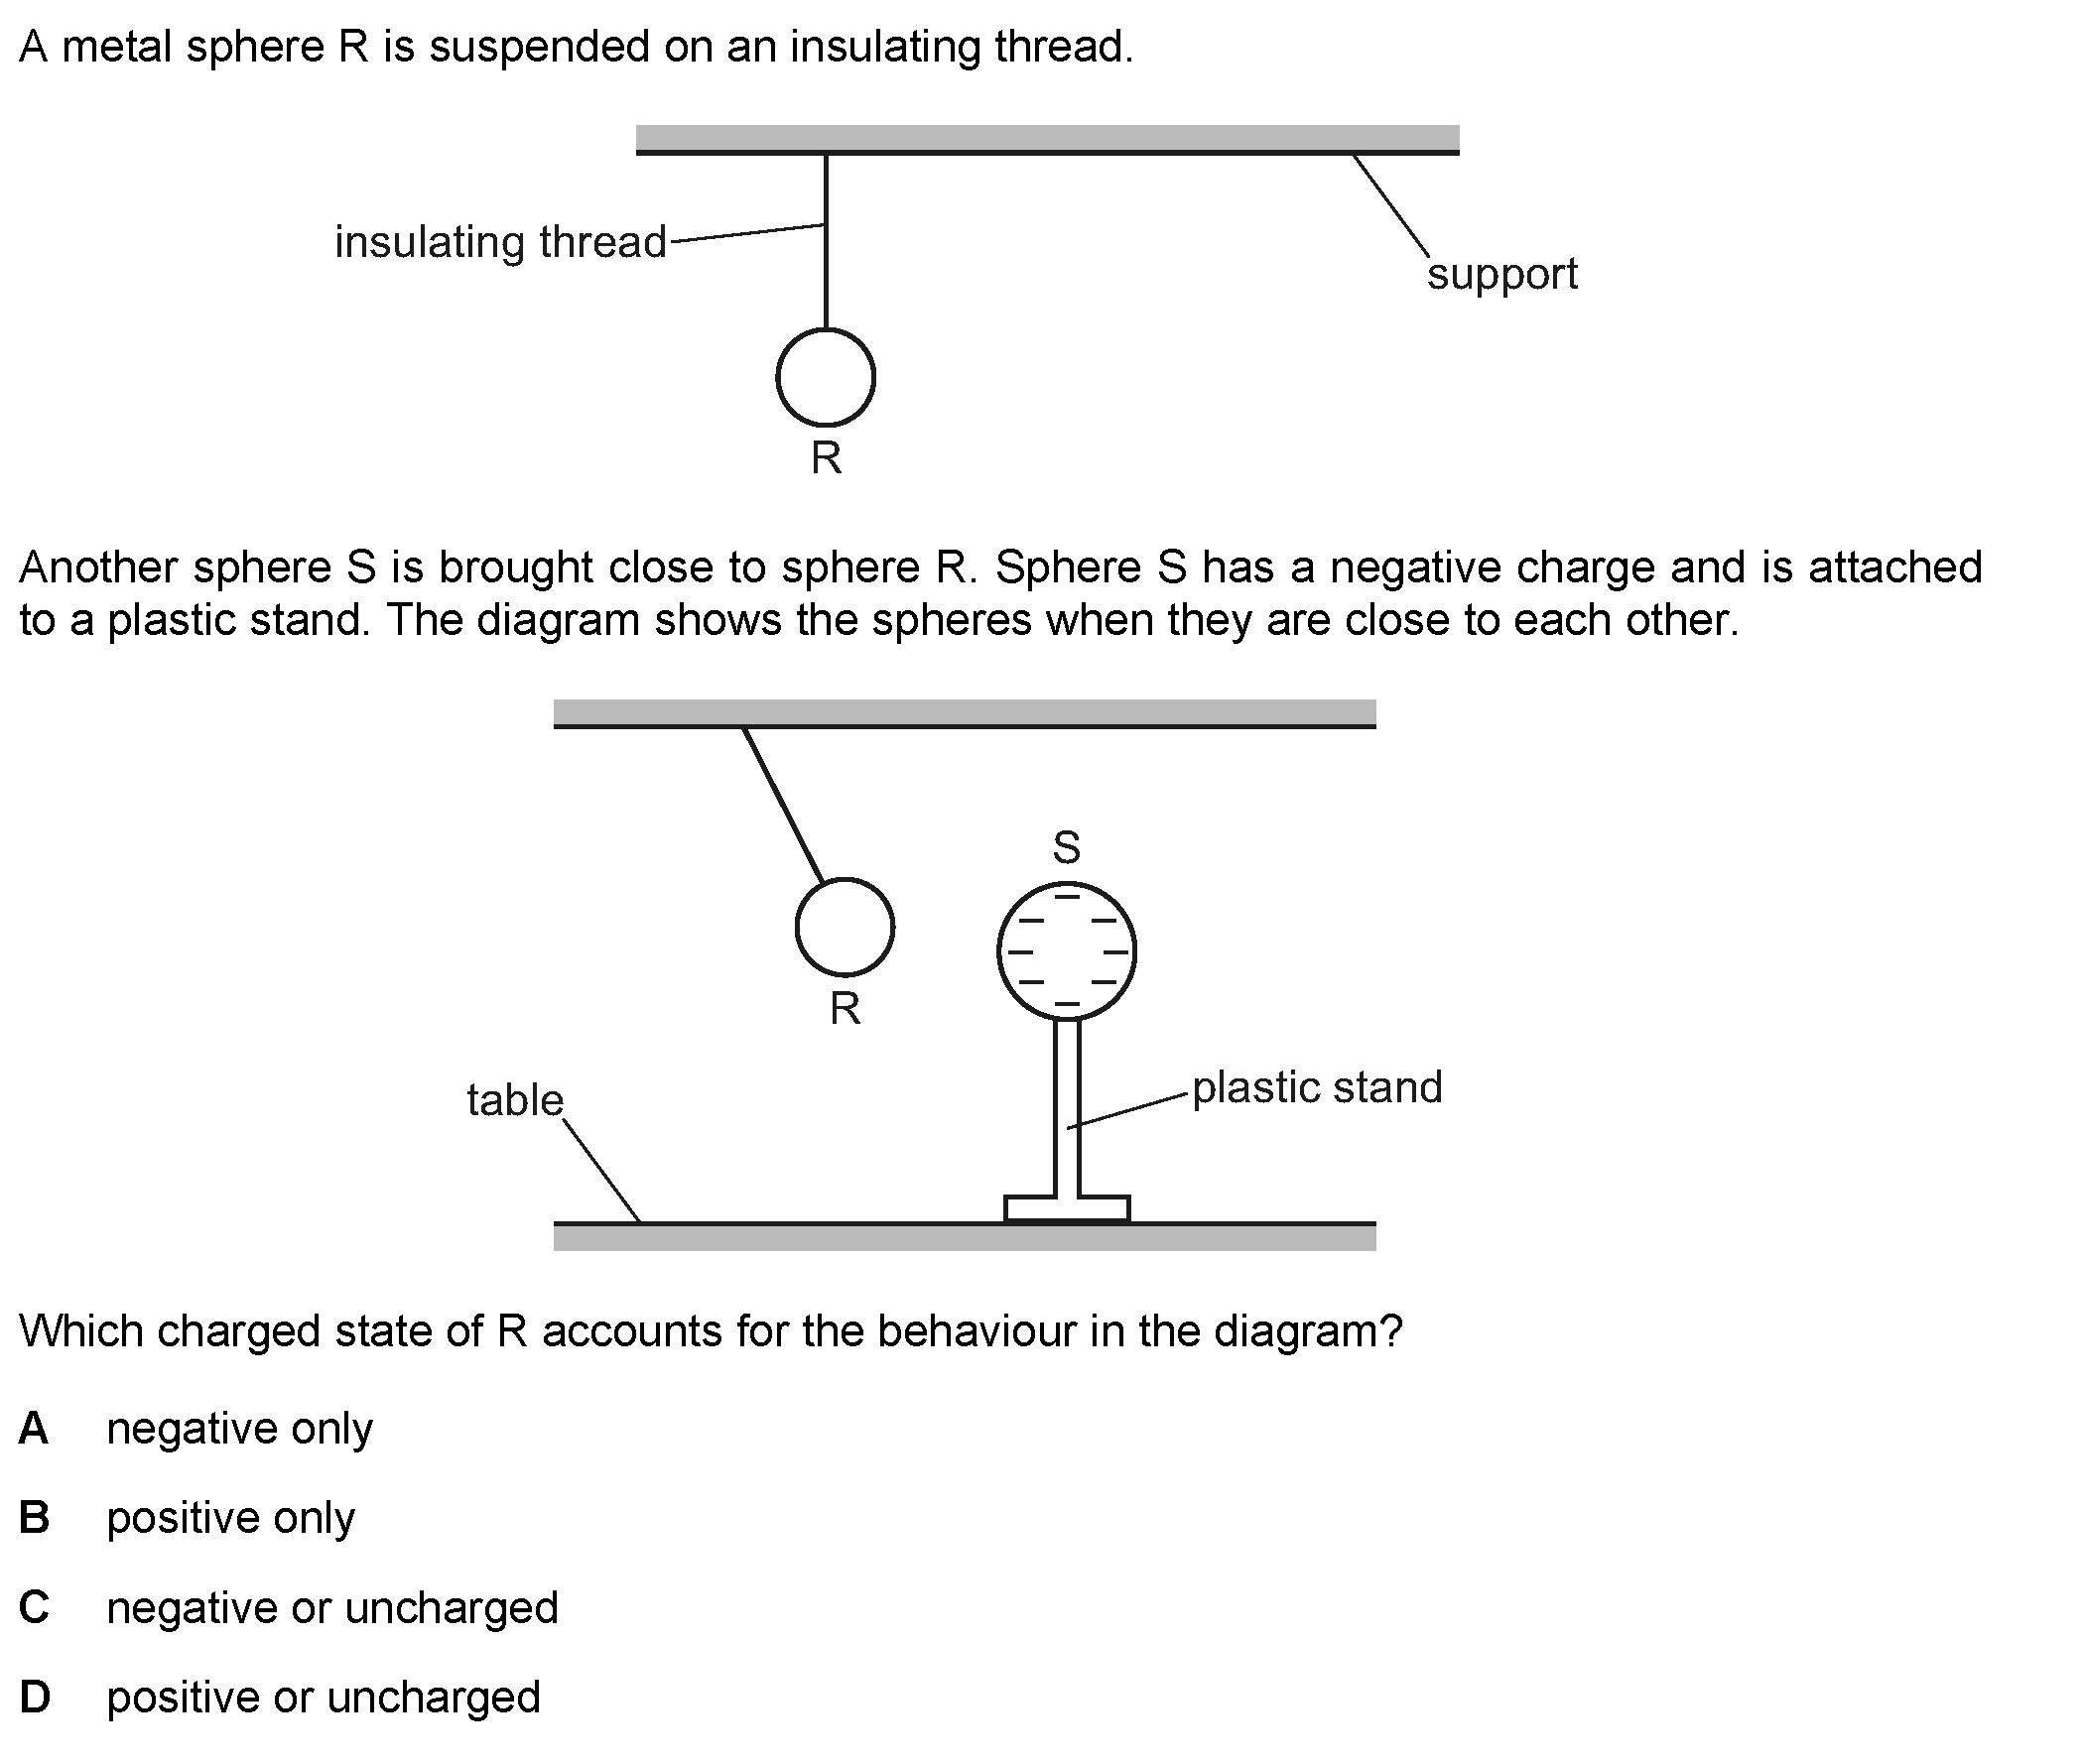 A metal sphere R is suspended on an insulating thread.
insulating thread
support
R
Another sphere S is brought close to sphere R. Sphere S has a negative charge and is attached
to a plastic stand. The diagram shows the spheres when they are close to each other.
S
R
table
plastic stand
Which charged state of R accounts for the behaviour in the diagram?
A negative only
B positive only
C negative or uncharged
D positive or uncharged